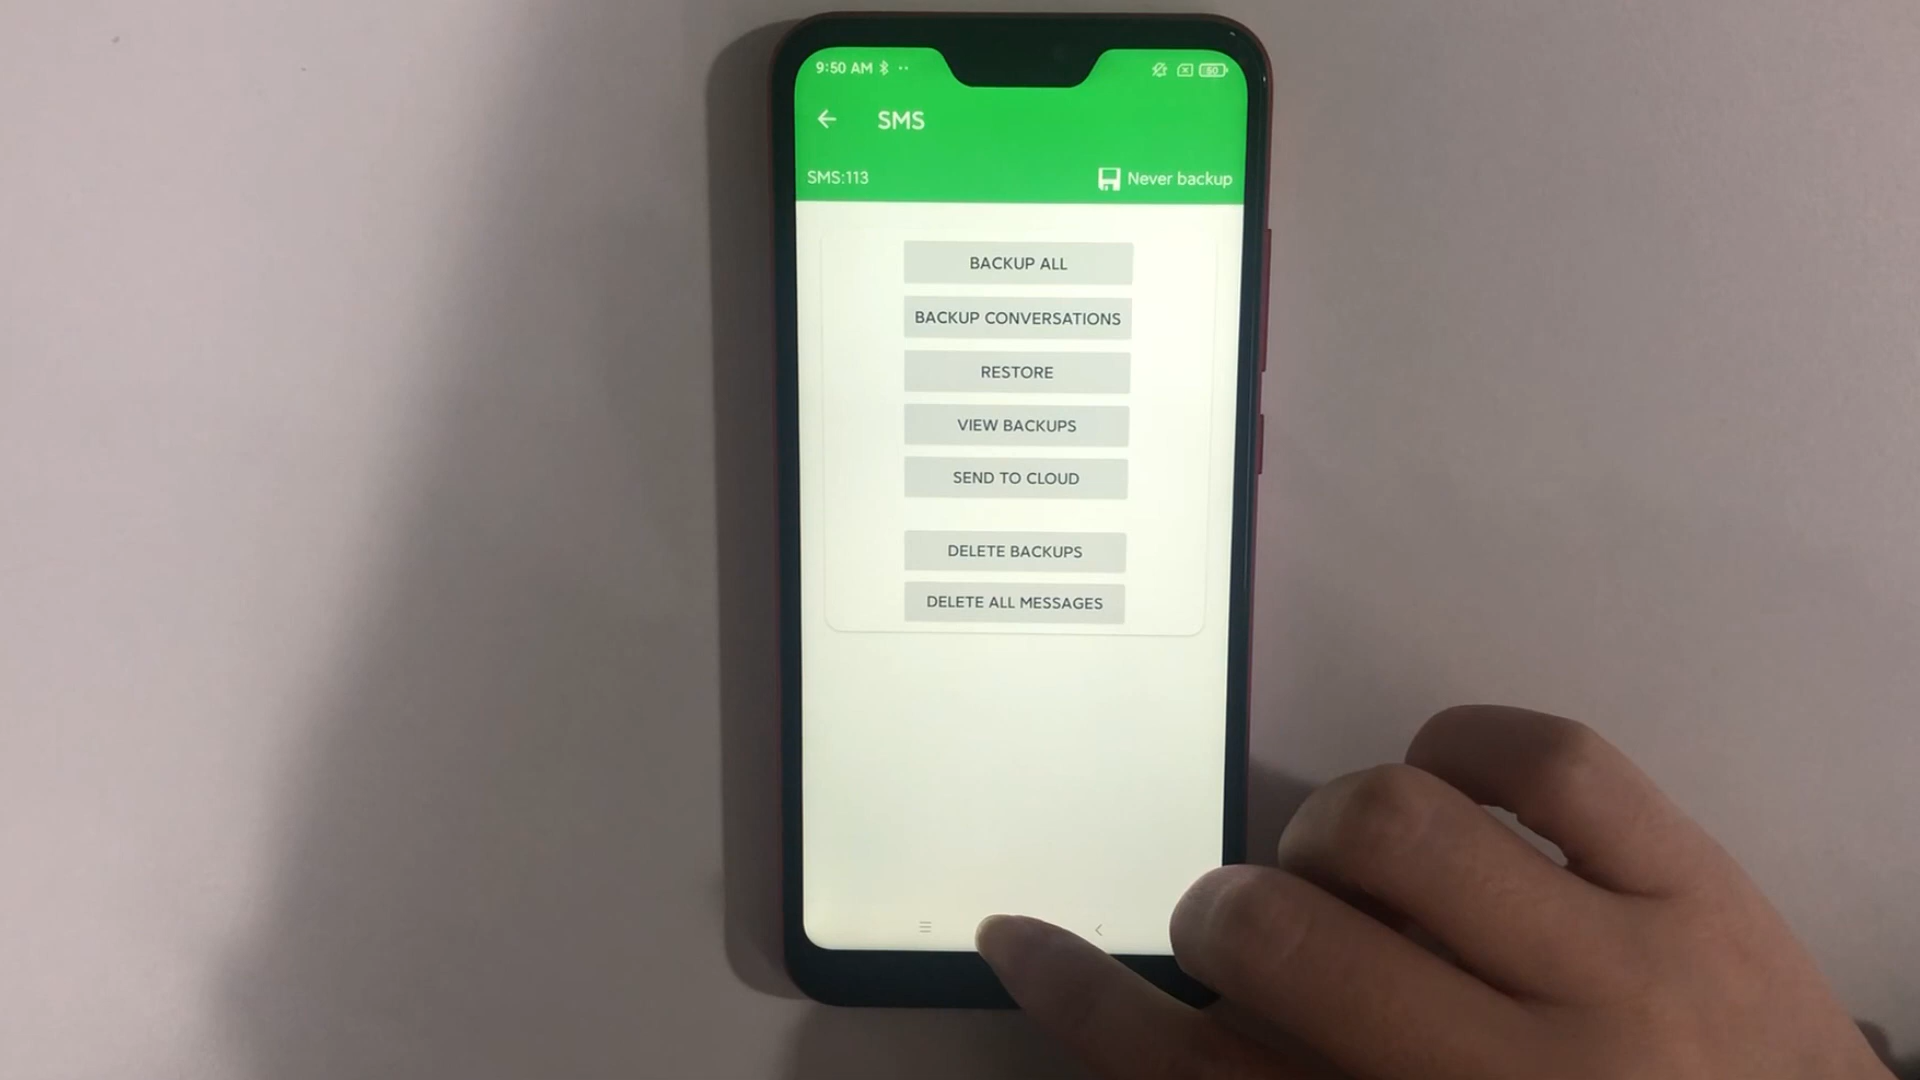 9:50 AM
50
SMS
SMS:113
Never backup
BACKUP ALL
BACKUP CONVERSATIONS
RESTORE
VIEW BACKUPS
SEND TO CLOUD
DELETE BACKUPS
DELETE ALL MESSAGES